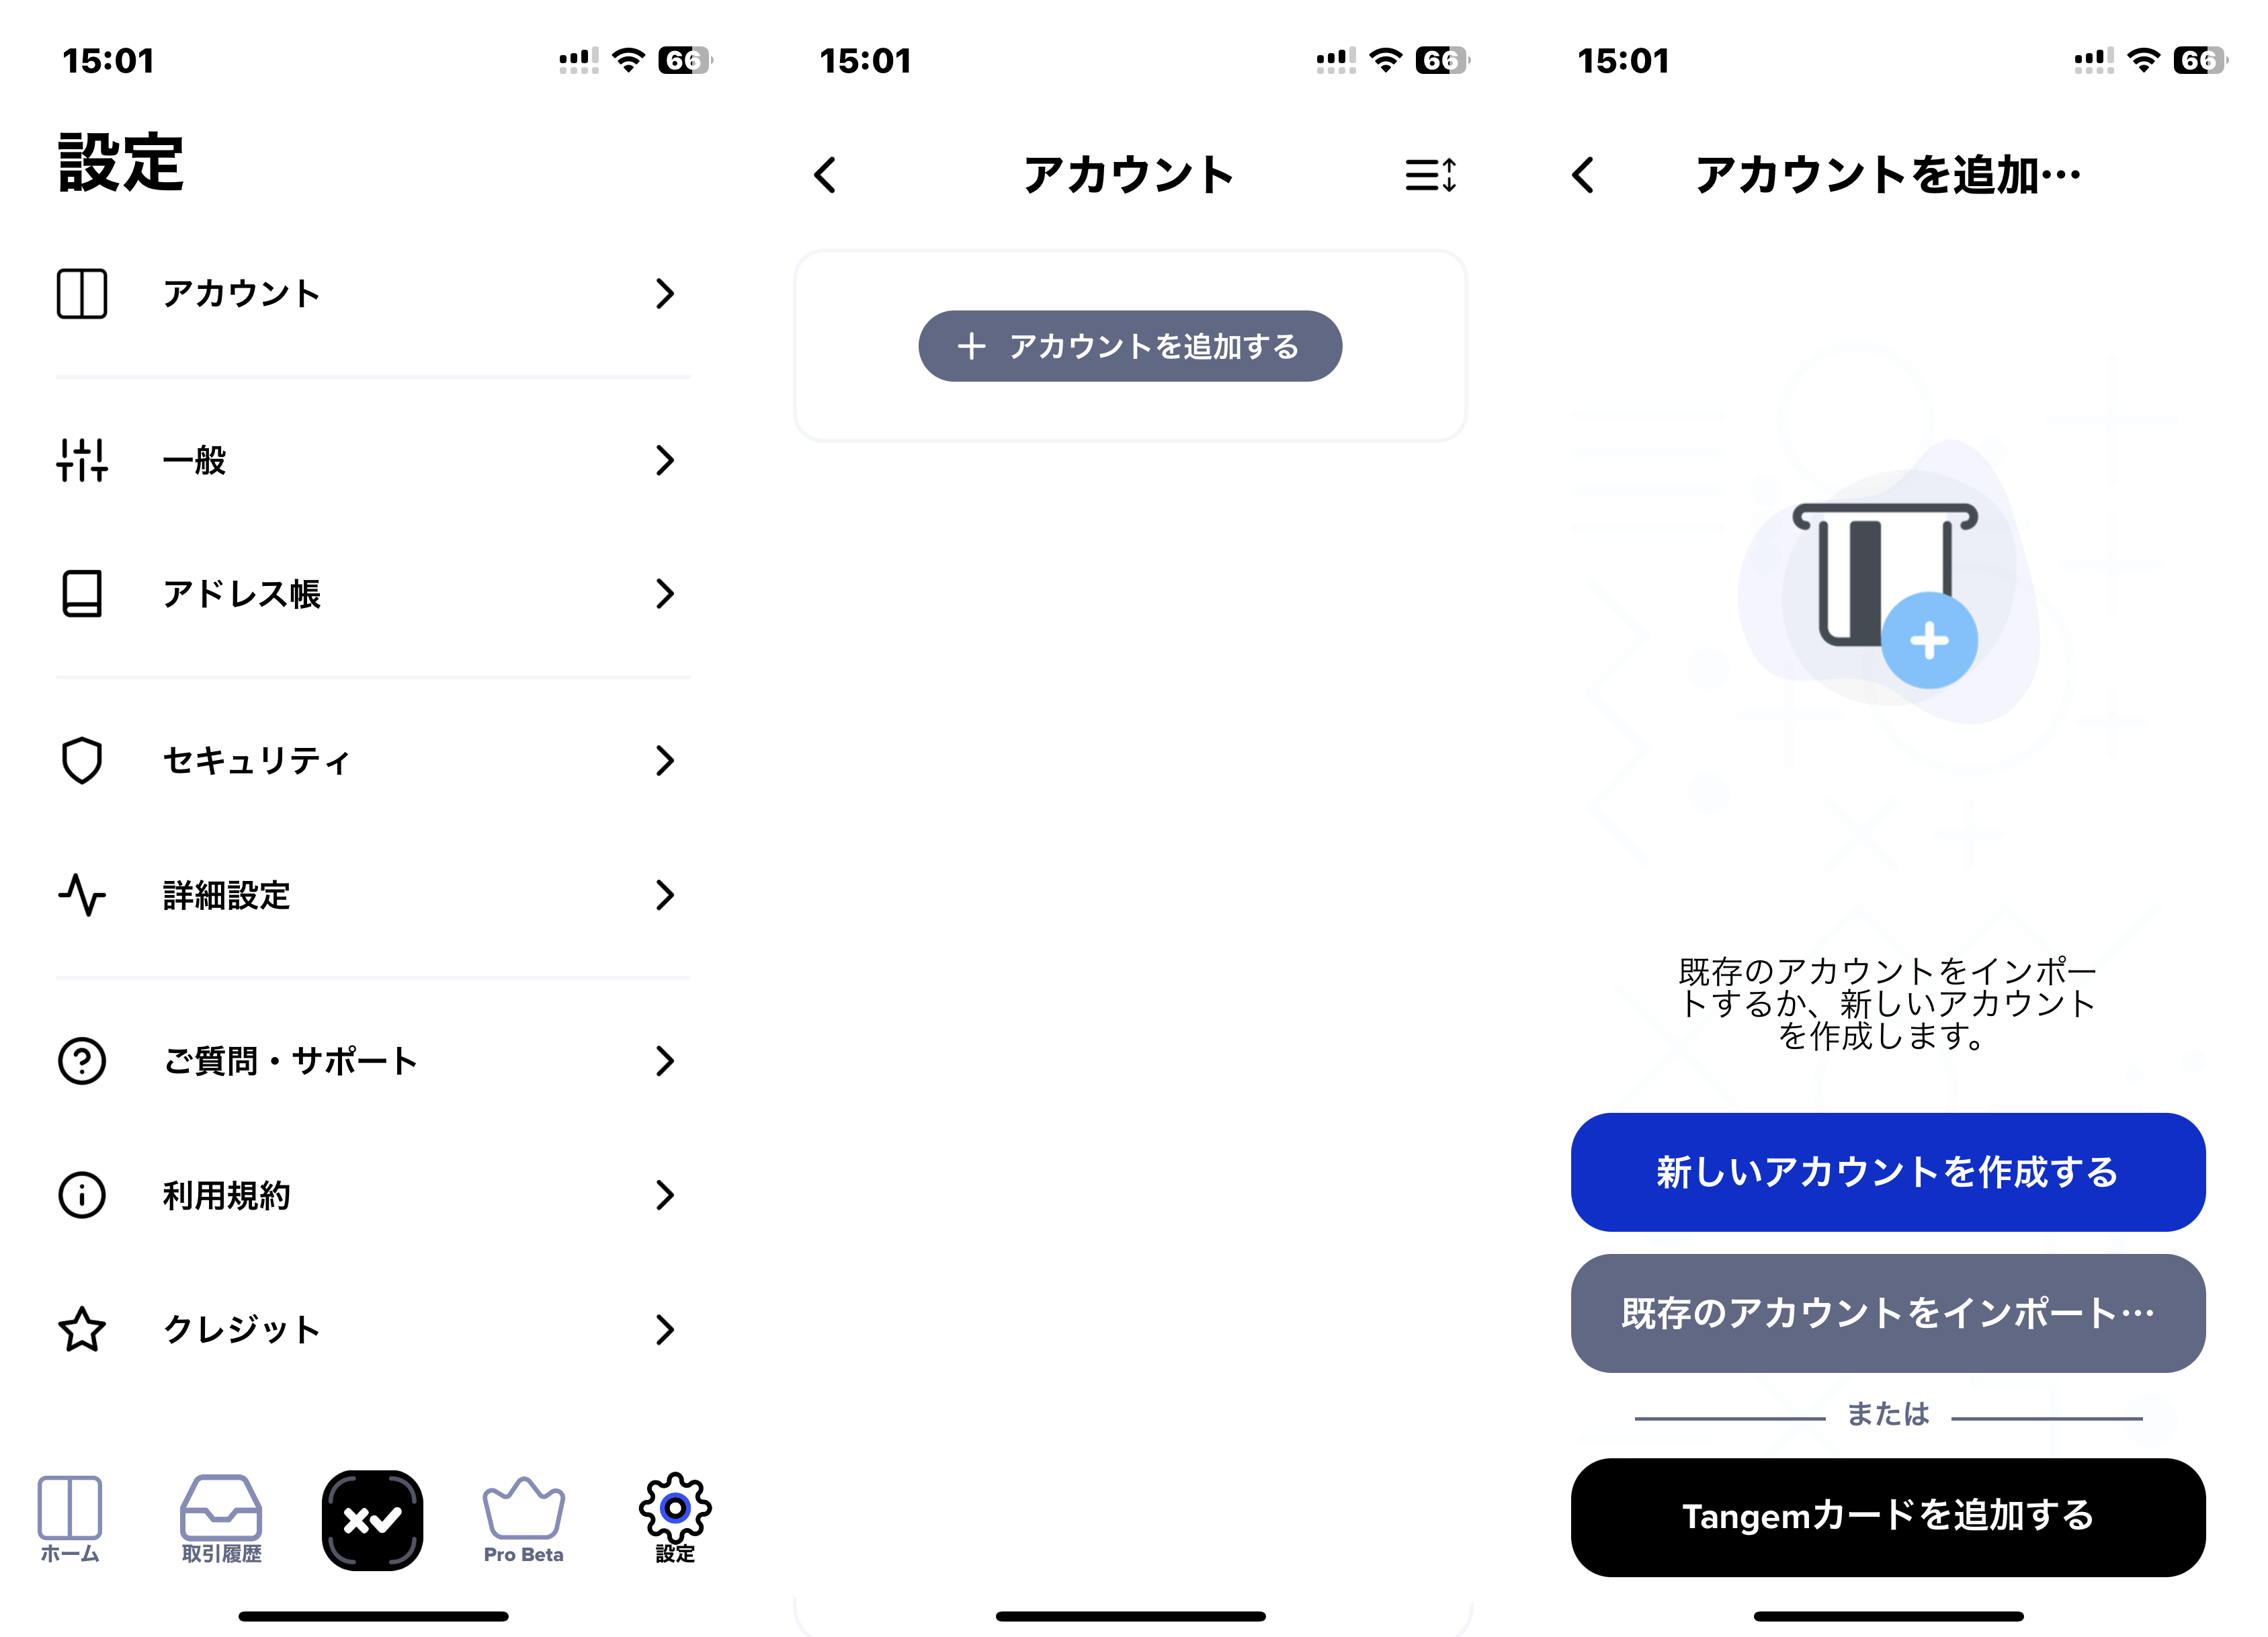 15:01
66
設定
アカウント
一般
アドレス帳
セキュリティ
詳細設定
ご質問・サポート
利用規約
クレジット
ホーム
取引履歴
Pro Beta
設定
15:01
66
アカウント
アカウントを追加する
15:01
66
アカウントを追加…
既存のアカウントをインポー
トするか、新しいアカウント
を作成します。
新しいアカウントを作成する
既存のアカウントをインポート…
または
Tangemカードを追加する